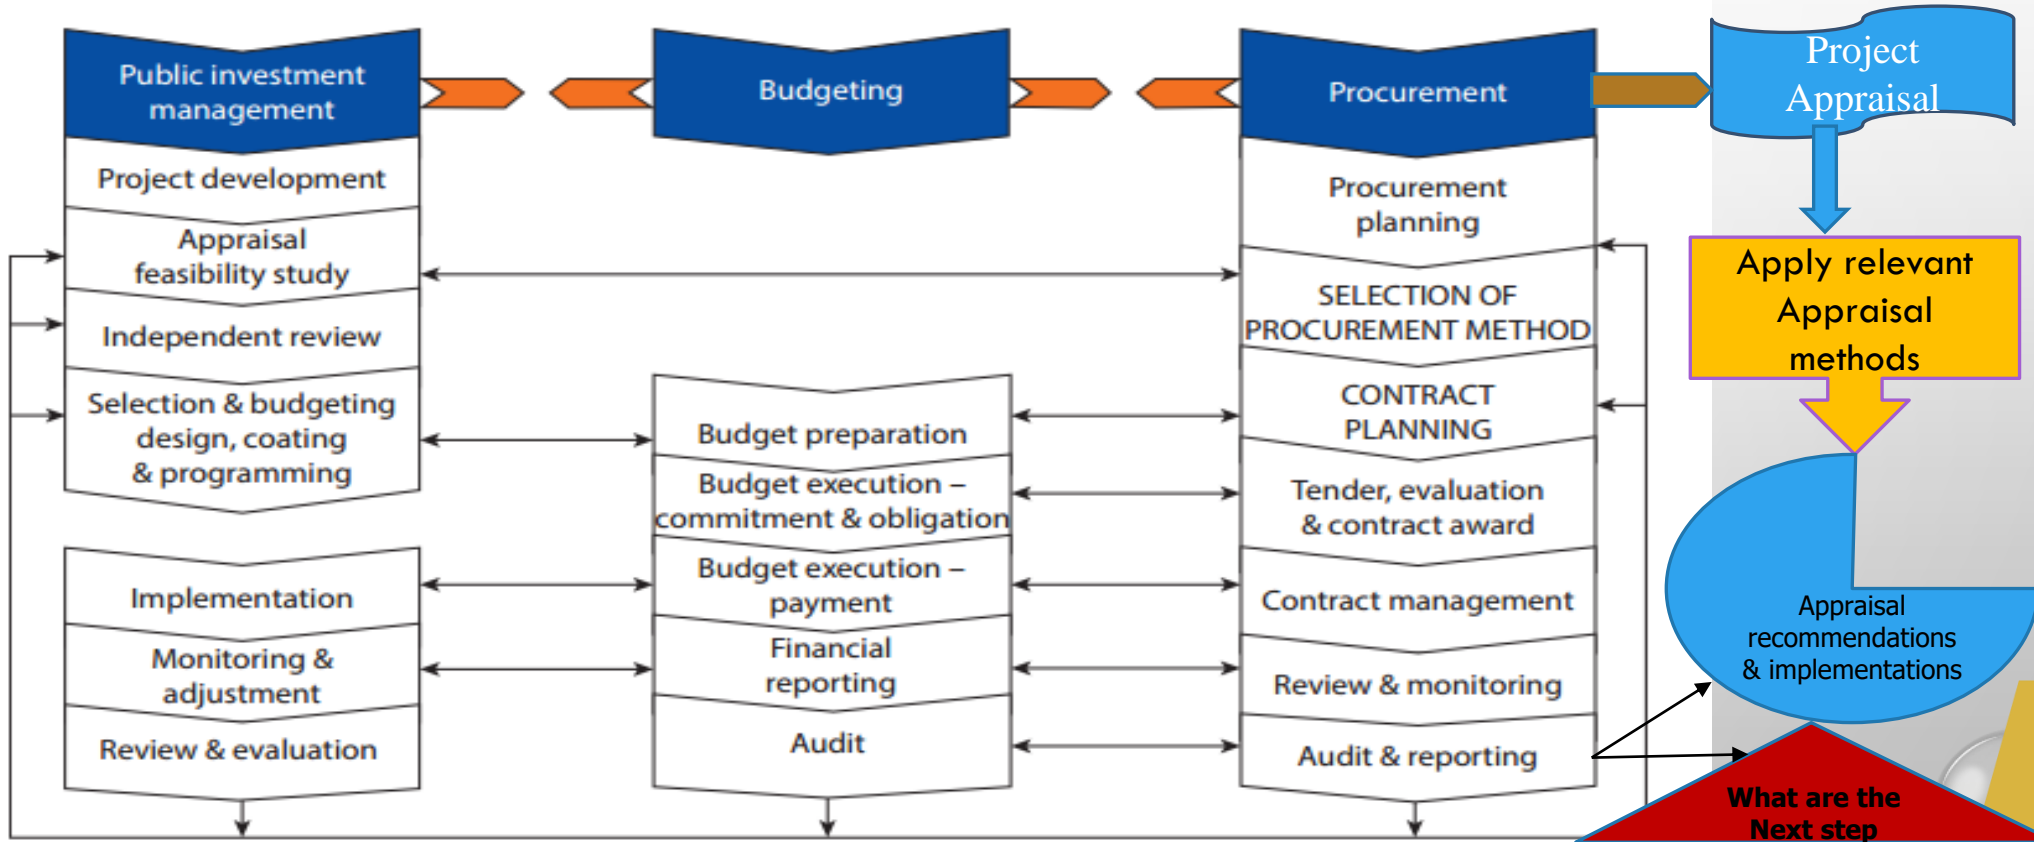 Public investment
management
Project development
Appraisal
feasibility study
Independent review
Selection & budgeting
design, coating
& programming
Implementation
Monitoring &
adjustment
Review & evaluation
Budgeting
Budget preparation
Budget execution –
commitment & obligation
Budget execution –
payment
Financial
reporting
Audit
Procurement
Procurement
planning
SELECTION OF
PROCUREMENT METHOD
CONTRACT
PLANNING
Tender, evaluation
& contract award
Contract management
Review & monitoring
Audit & reporting
Project
Appraisal
Apply relevant
Appraisal
methods
Appraisal
recommendations
& implementations
What are the
Next step